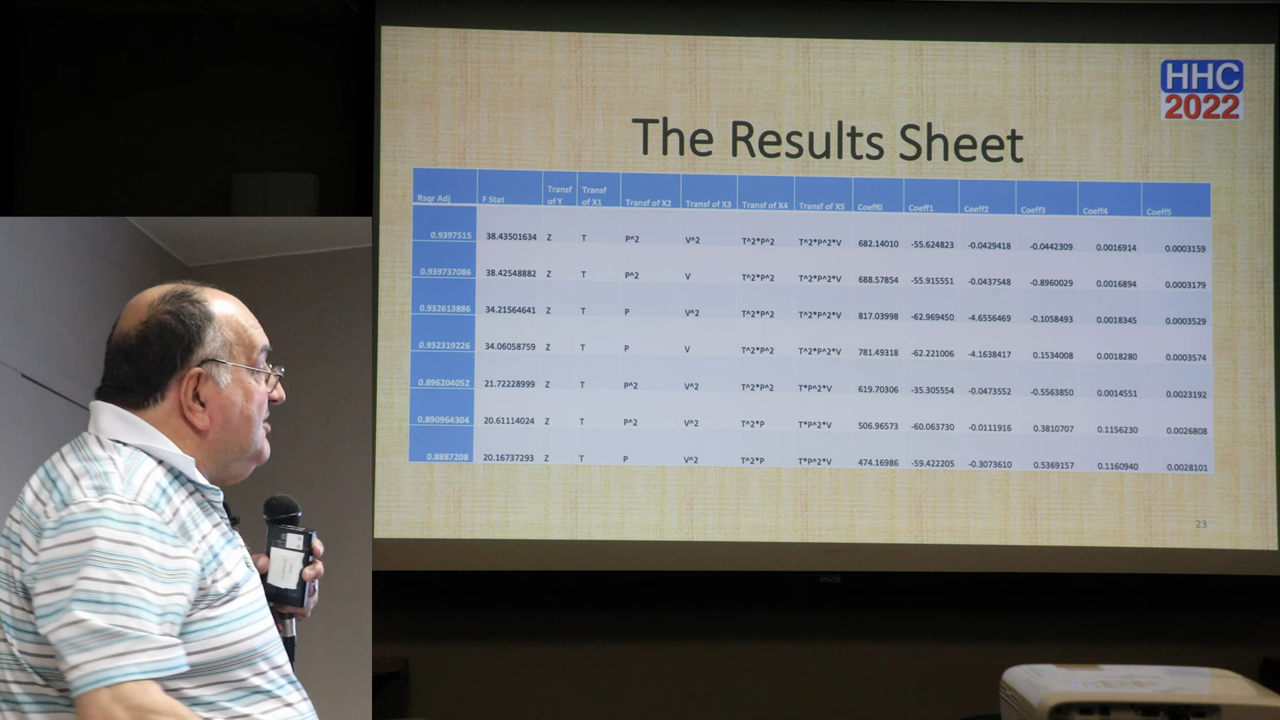 HHC
2022
The Results Sheet
Rsqr Adj F Stat Transf of Y Transf of X1 Transf of X2 Transf of X3 Transf of X4 Transf of X5 Coeff0 Coeff1 Coeff2 Coeff3 Coeff4 Coeff5
0.9397515 38.43501634 Z T P^2 V^2 T^2*P^2 T^2*P^2*V 682.14010 -55.624823 -0.0429418 -0.0442309 0.0016914 0.0003159
0.939737086 38.42548882 Z T P^2 V T^2*P^2 T^2*P^2*V 688.57854 -55.915551 -0.0437548 -0.8960029 0.0016894 0.0003179
0.932613886 34.21564641 Z T P V^2 T^2*P^2 T^2*P^2*V 817.03998 -62.969450 -4.6556469 -0.1058493 0.0018345 0.0003529
0.932319226 34.06058759 Z T P V T^2*P^2 T^2*P^2*V 781.49318 -62.221006 -4.1638417 0.1534008 0.0018280 0.0003574
0.896204052 21.72228999 Z T P^2 V^2 T^2*P^2 T*P^2*V 619.70306 -35.305554 -0.0473552 -0.5563850 0.0014551 0.0023192
0.890964304 20.61114024 Z T P^2 V^2 T^2*P T*P^2*V 506.96573 -60.063730 -0.0111916 0.3810707 0.1156230 0.0026808
0.8887208 20.16737293 Z T P V^2 T^2*P T*P^2*V 474.16986 -59.422205 -0.3073610 0.5369157 0.1160940 0.0028101
23